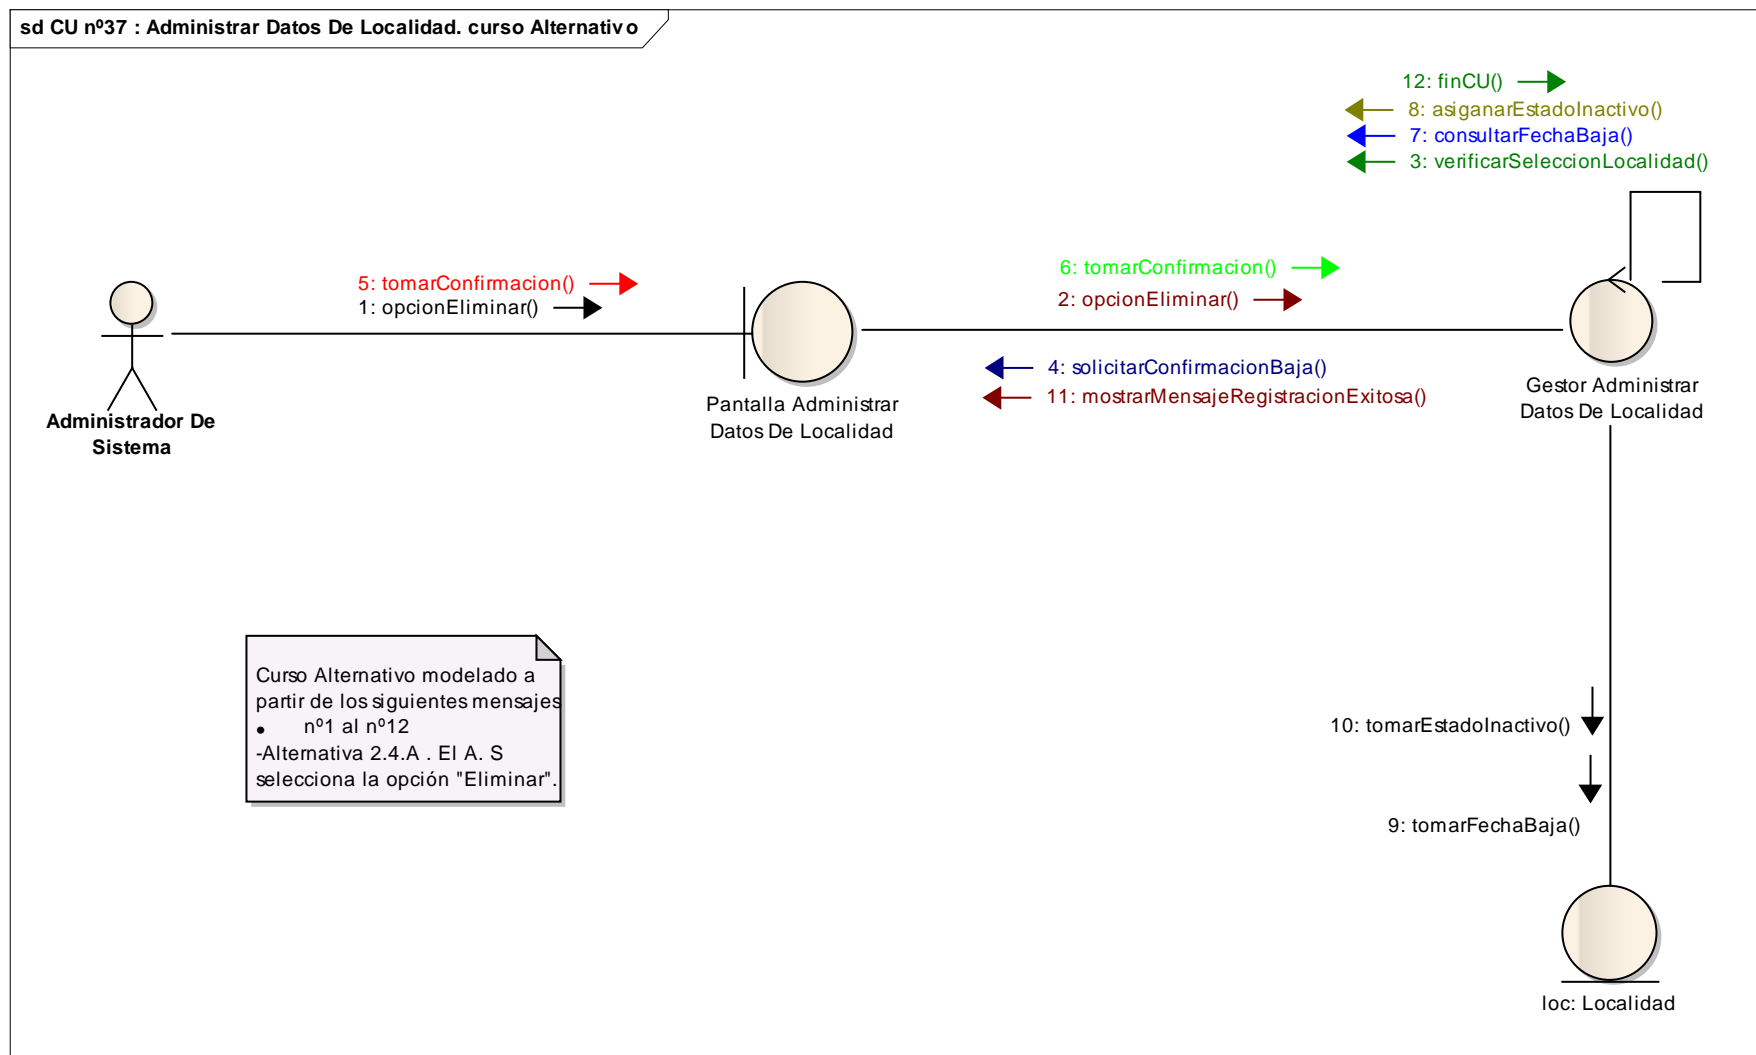 sd CU nº37 : Administrar Datos De Localidad. curso Alternativo
12: finCU()
8: asiganarEstadoInactivo()
7: consultarFechaBaja()
3: verificarSeleccionLocalidad()
5: tomarConfirmacion()
1: opcionEliminar()
6: tomarConfirmacion()
2: opcionEliminar()
4: solicitarConfirmacionBaja()
11: mostrarMensajeRegistracionExitosa()
Administrador De
Sistema
Pantalla Administrar
Datos De Localidad
Gestor Administrar
Datos De Localidad
Curso Alternativo modelado a
partir de los siguientes mensajes
• nº1 al nº12
-Alternativa 2.4.A . El A. S
selecciona la opción "Eliminar".
10: tomarEstadoInactivo()
9: tomarFechaBaja()
loc: Localidad